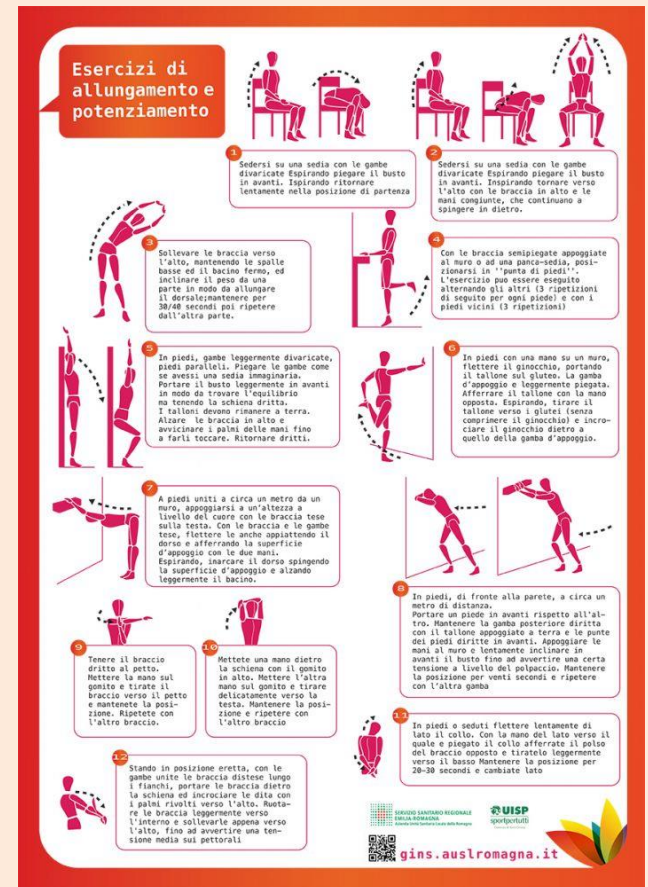 Esercizi di
allungamento e
potenziamento
1
Sedersi su una sedia con le gambe
divaricate Espirando piegare il busto
in avanti. Ispirando ritornare
lentamente nella posizione di partenza
2
Sedersi su una sedia con le gambe
divaricate Espirando piegare il busto
in avanti. Inspirando tornare verso
l'alto con le braccia in alto e le
mani congiunte, che continuano a
spingere in dietro.
3
Sollevare le braccia verso
l'alto, mantenendo le spalle
basse ed il bacino fermo, ed
inclinare il peso da una
parte in modo da allungare
il dorsale;mantenere per
30/40 secondi poi ripetere
dall'altra parte.
4
Con le braccia semipiegate appoggiate
al muro o ad una panca-sedia, posi-
zionarsi in ''punta di piedi''.
L'esercizio puo essere eseguito
alternando gli altri (3 ripetizioni
di seguito per ogni piede) e con i
piedi vicini (3 ripetizioni)
5
In piedi, gambe leggermente divaricate,
piedi paralleli. Piegare le gambe come
se avessi una sedia immaginaria.
Portare il busto leggermente in avanti
in modo da trovare l'equilibrio
ma tenendo la schiena dritta.
I talloni devono rimanere a terra.
Alzare le braccia in alto e
avvicinare i palmi delle mani fino
a farli toccare. Ritornare dritti.
6
In piedi con una mano su un muro,
flettere il ginocchio, portando
il tallone sul gluteo. La gamba
d'appoggio e leggermente piegata.
Afferrare il tallone con la mano
opposta. Espirando, tirare il
tallone verso i glutei (senza
comprimere il ginocchio) e incro-
ciare il ginocchio dietro a
quello della gamba d'appoggio.
7
A piedi uniti a circa un metro da un
muro, appoggiarsi a un'altezza a
livello del cuore con le braccia tese
sulla testa. Con le braccia e le gambe
tese, flettere le anche appiattendo il
dorso e afferrando la superficie
d'appoggio con le due mani.
Espirando, inarcare il dorso spingendo
la superficie d'appoggio e alzando
leggermente il bacino.
8
In piedi, di fronte alla parete, a circa un
metro di distanza.
Portare un piede in avanti rispetto all'al-
tro. Mantenere la gamba posteriore diritta
con il tallone appoggiato a terra e le punte
dei piedi diritte in avanti. Appoggiare le
mani al muro e lentamente inclinare in
avanti il busto fino ad avvertire una certa
tensione a livello del polpaccio. Mantenere
la posizione per venti secondi e ripetere
con l'altra gamba
9
Tenere il braccio
dritto al petto.
Mettere la mano sul
gomito e tirate il
braccio verso il petto
e mantenete la posi-
zione. Ripetete con
l'altro braccio.
10
Mettete una mano dietro
la schiena con il gomito
in alto. Mettere l'altra
mano sul gomito e tirare
delicatamente verso la
testa. Mantenere la posi-
zione e ripetere con
l'altro braccio
11
In piedi o seduti flettere lentamente di
lato il collo. Con la mano del lato verso il
quale e piegato il collo afferrate il polso
del braccio opposto e tiratelo leggermente
verso il basso Mantenere la posizione per
20-30 secondi e cambiate lato
12
Stando in posizione eretta, con le
gambe unite le braccia distese lungo
i fianchi, portare le braccia dietro
la schiena ed incrociare le dita con
i palmi rivolti verso l'alto. Ruota-
re le braccia leggermente verso
l'interno e sollevarle appena verso
l'alto, fino ad avvertire una ten-
sione media sui pettorali
SERVIZIO SANITARIO REGIONALE
EMILIA-ROMAGNA
Azienda Unità Sanitaria Locale della Romagna
UISP
sportpertutti
gins.auslromagna.it